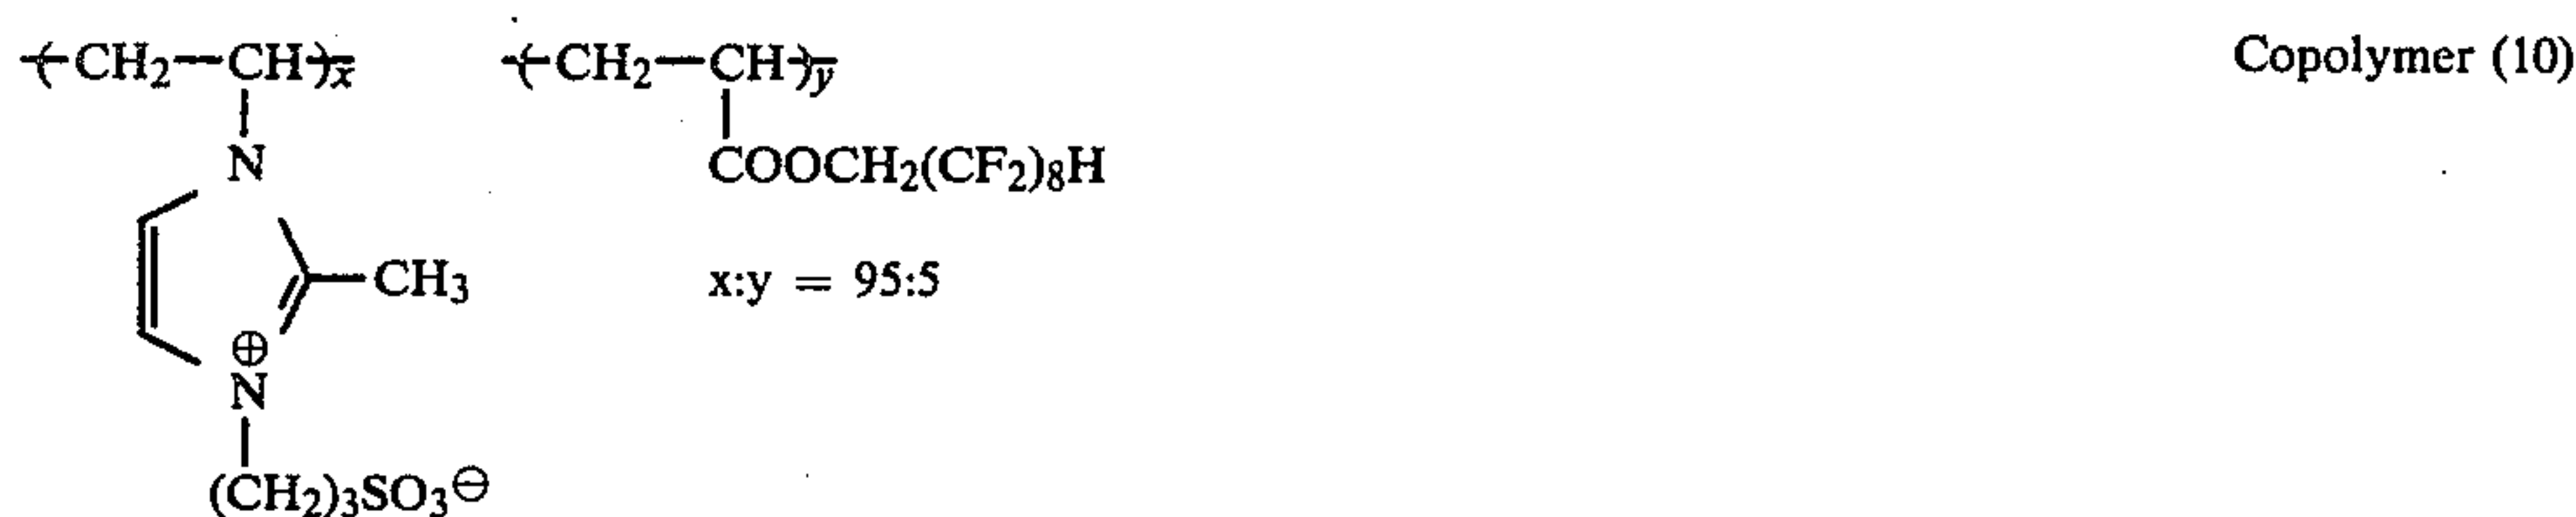 -(CH₂—CH)x- -(CH₂—CH)y- Copolymer (10)
N COOCH₂(CF₂)₈H
CH₃ x:y = 95:5
⊕
N
(CH₂)₃SO₃⊖